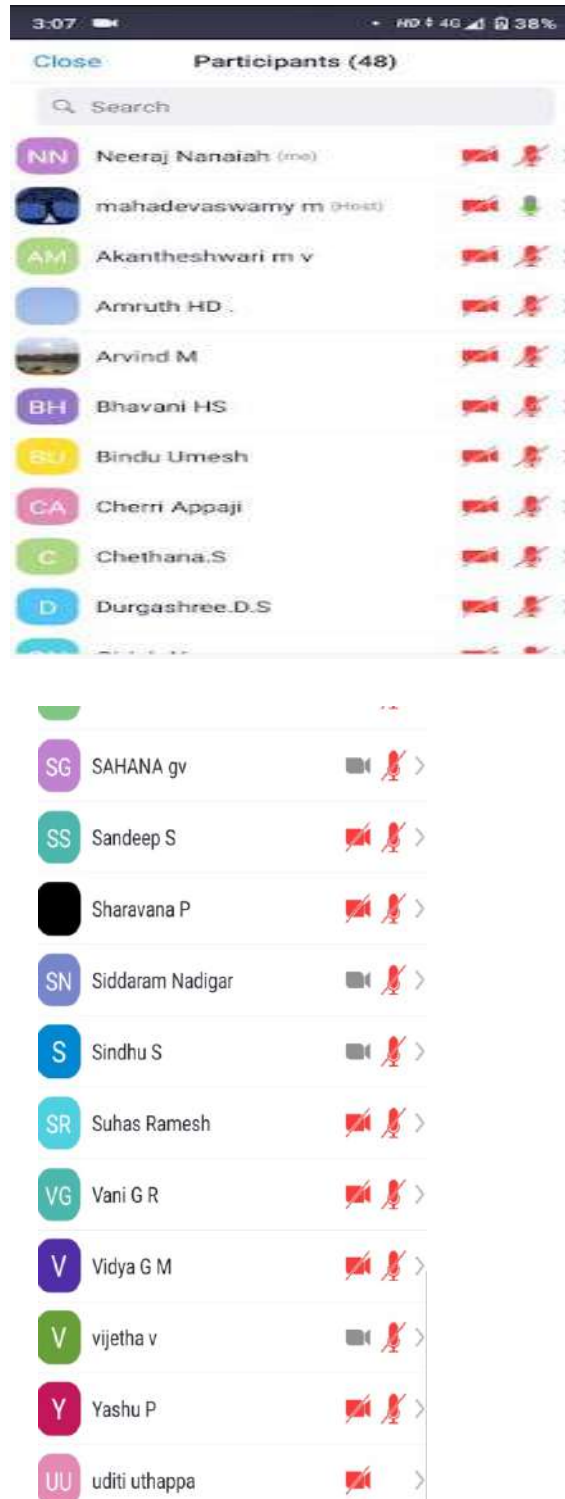 3:07 HD 4G 38%
Close Participants (48)
Search
NN Neeraj Nanaiah (me)
mahadevaswamy m (Host)
AM Akantheshwari m v
Amruth HD .
Arvind M
BH Bhavani HS
BU Bindu Umesh
CA Cherri Appaji
C Chethana.S
D Durgashree.D.S
SG SAHANA gv
SS Sandeep S
Sharavana P
SN Siddaram Nadigar
S Sindhu S
SR Suhas Ramesh
VG Vani G R
V Vidya G M
V vijetha v
Y Yashu P
UU uditi uthappa